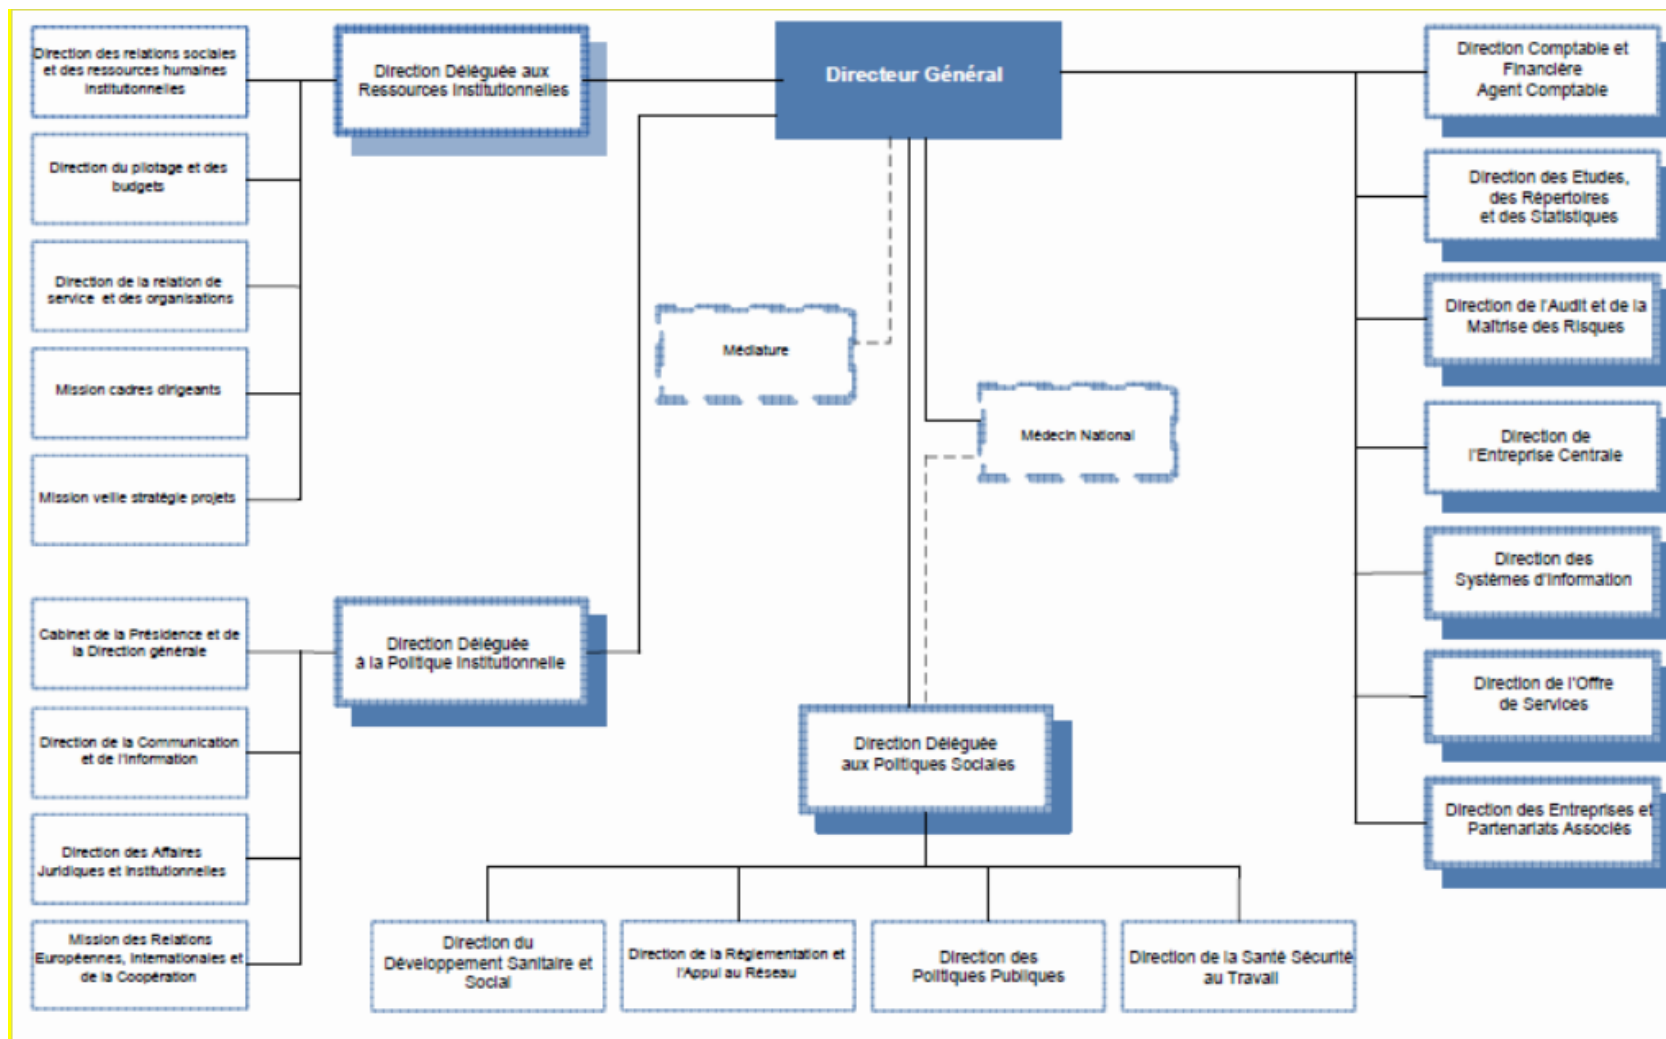 Directeur Général
Direction Déléguée aux
Ressources Institutionnelles
Direction des relations sociales
et des ressources humaines
institutionnelles
Direction du pilotage et des
budgets
Direction de la relation de
service et des organisations
Mission cadres dirigeants
Mission veille stratégie projets
Direction Déléguée
à la Politique Institutionnelle
Cabinet de la Présidence et de
la Direction générale
Direction de la Communication
et de l'Information
Direction des Affaires
Juridiques et Institutionnelles
Mission des Relations
Européennes, Internationales et
de la Coopération
Médiature
Médecin National
Direction Déléguée
aux Politiques Sociales
Direction du
Développement Sanitaire et
Social
Direction de la Réglementation et
l'Appui au Réseau
Direction des
Politiques Publiques
Direction de la Santé Sécurité
au Travail
Direction Comptable et
Financière
Agent Comptable
Direction des Etudes,
des Répertoires
et des Statistiques
Direction de l'Audit et de la
Maîtrise des Risques
Direction de
l'Entreprise Centrale
Direction des
Systèmes d'Information
Direction de l'Offre
de Services
Direction des Entreprises et
Partenariats Associés